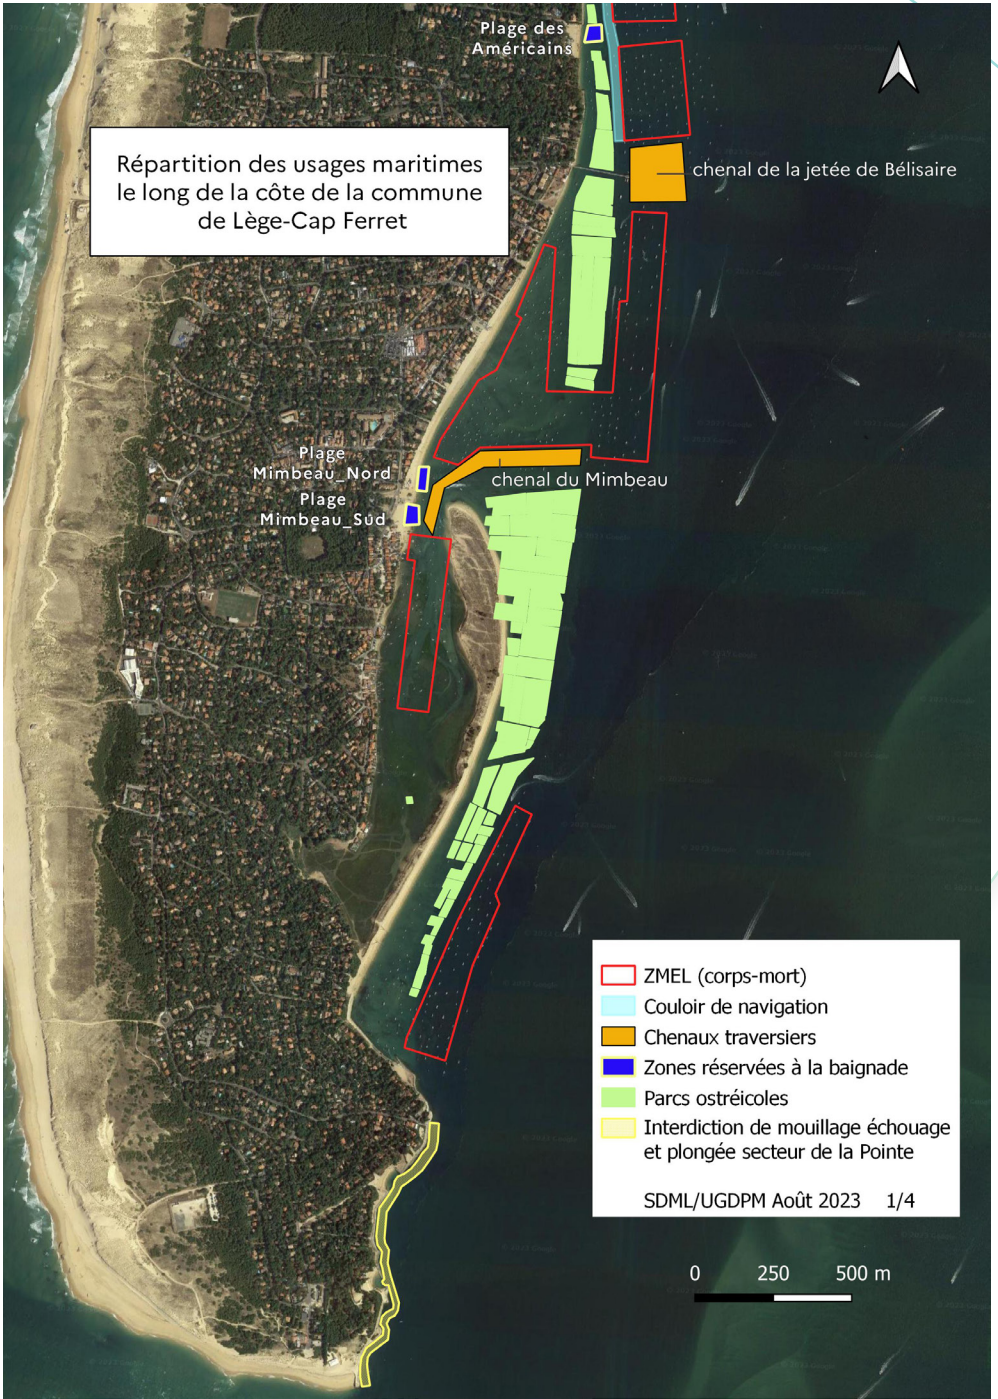 Plage des
Américains
Répartition des usages maritimes
le long de la côte de la commune
de Lège-Cap Ferret
chenal de la jetée de Bélisaire
Plage
Mimbeau_Nord
chenal du Mimbeau
Plage
Mimbeau_Sud
ZMEL (corps-mort)
Couloir de navigation
Chenaux traversiers
Zones réservées à la baignade
Parcs ostréicoles
Interdiction de mouillage échouage
et plongée secteur de la Pointe
SDML/UGDPM Août 2023 1/4
0 250 500 m